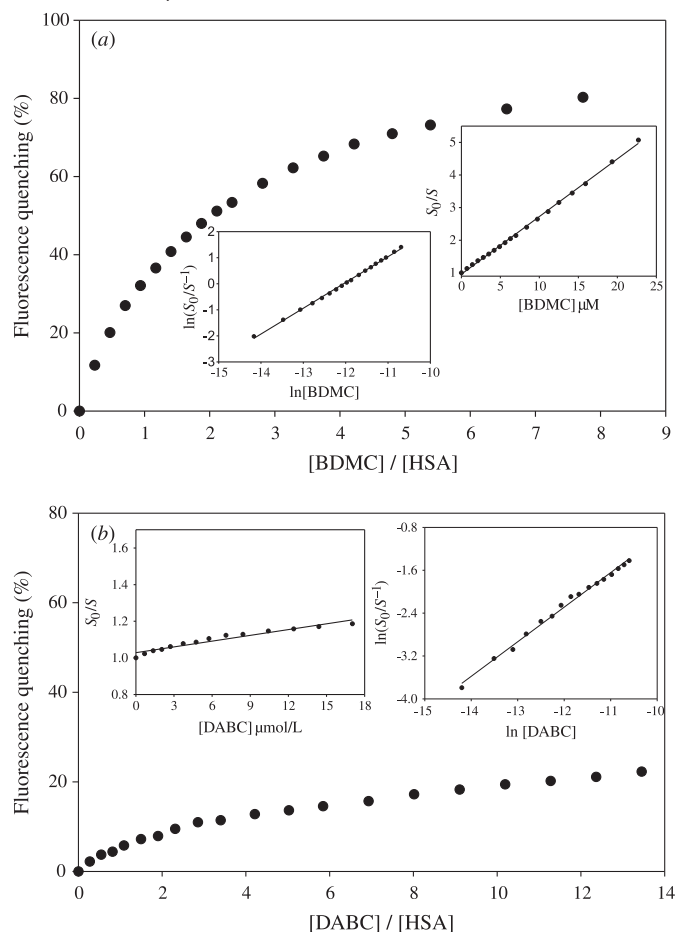 (a)
100
80
60
40
20
0
Fluorescence quenching (%)
0 1 2 3 4 5 6 7 8 9
[BDMC] / [HSA]
2
1
0
-1
-2
-3
ln(S0/S−1)
-15 -14 -13 -12 -11 -10
ln[BDMC]
5
4
3
2
1
S0/S
0 5 10 15 20 25
[BDMC] µM
(b)
80
60
40
20
0
Fluorescence quenching (%)
0 2 4 6 8 10 12 14
[DABC] / [HSA]
1.6
1.4
1.2
1.0
0.8
S0/S
0 3 6 9 12 15 18
[DABC] µmol/L
-0.8
-1.6
-2.4
-3.2
-4.0
ln(S0/S−1)
-15 -14 -13 -12 -11 -10
ln [DABC]